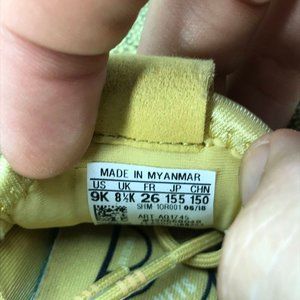 MADE IN MYANMAR
US UK FR JP CHN
9K 8½K 26 155 150
SHM 10R001 06/18
ART AQ1745